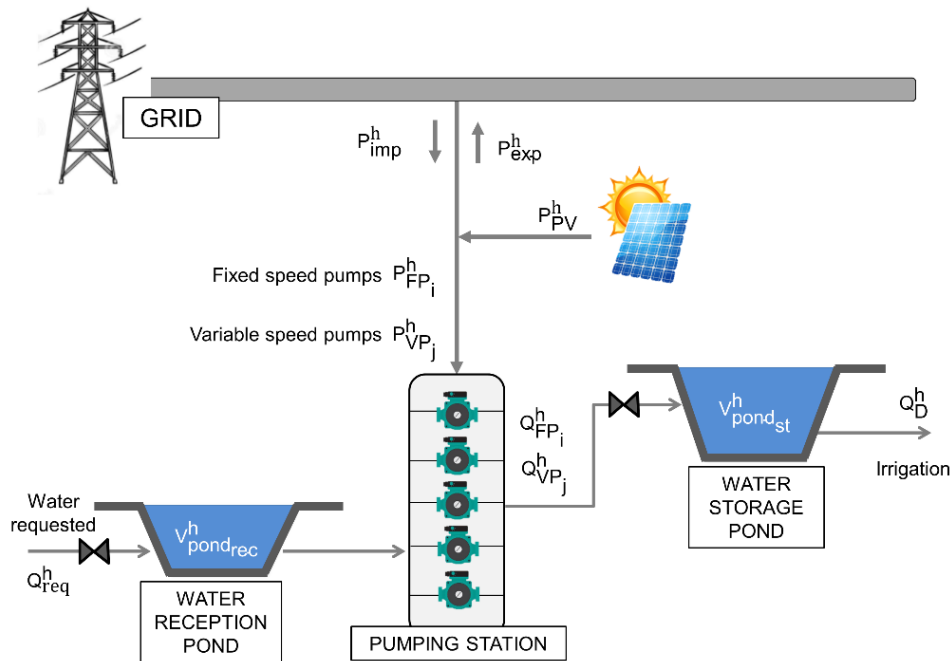 GRID
P^h_imp
P^h_exp
P^h_PV
Fixed speed pumps P^h_FP_i
Variable speed pumps P^h_VP_j
Q^h_FP_i
Q^h_VP_j
V^h_pond_st
Q^h_D
Irrigation
WATER
STORAGE
POND
Water
requested
Q^h_req
V^h_pond_rec
WATER
RECEPTION
POND
PUMPING STATION